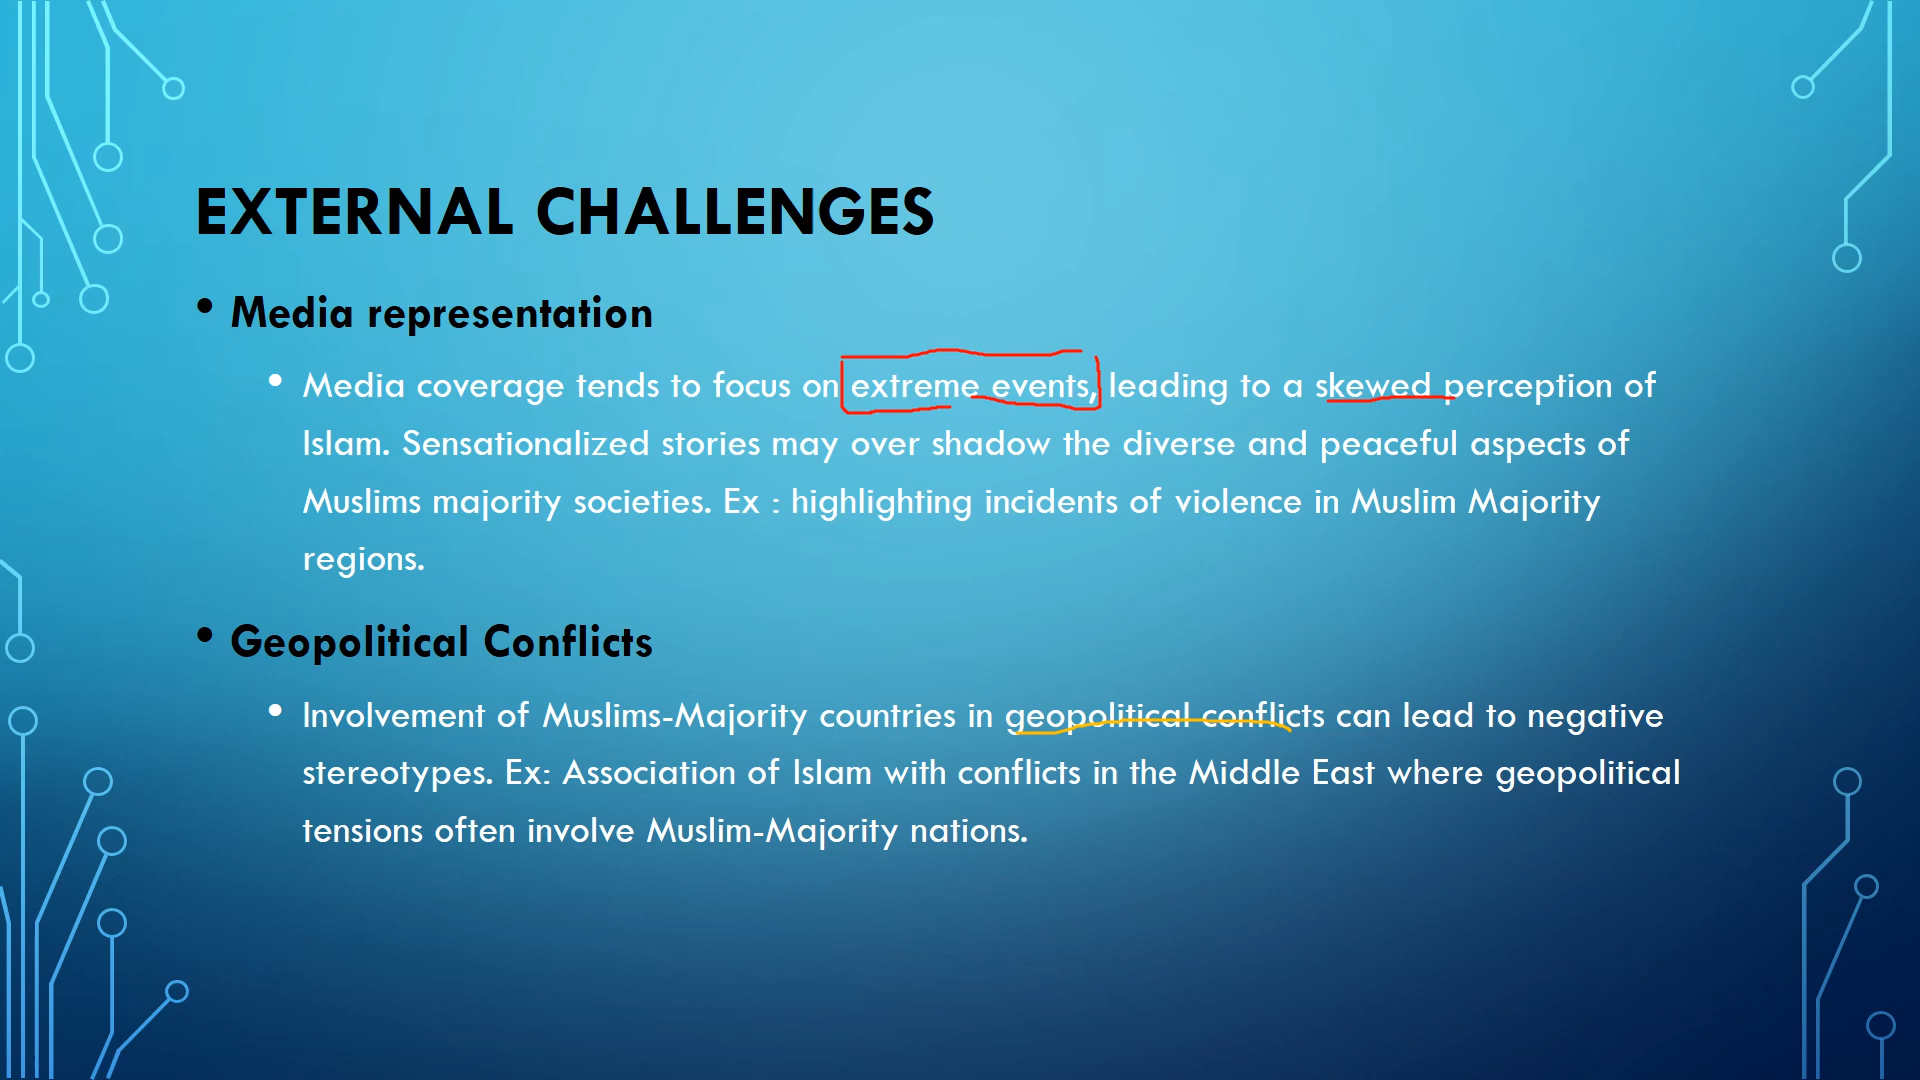 EXTERNAL CHALLENGES
• Media representation
• Media coverage tends to focus on extreme events, leading to a skewed perception of
Islam. Sensationalized stories may over shadow the diverse and peaceful aspects of
Muslims majority societies. Ex : highlighting incidents of violence in Muslim Majority
regions.
• Geopolitical Conflicts
• Involvement of Muslims-Majority countries in geopolitical conflicts can lead to negative
stereotypes. Ex: Association of Islam with conflicts in the Middle East where geopolitical
tensions often involve Muslim-Majority nations.